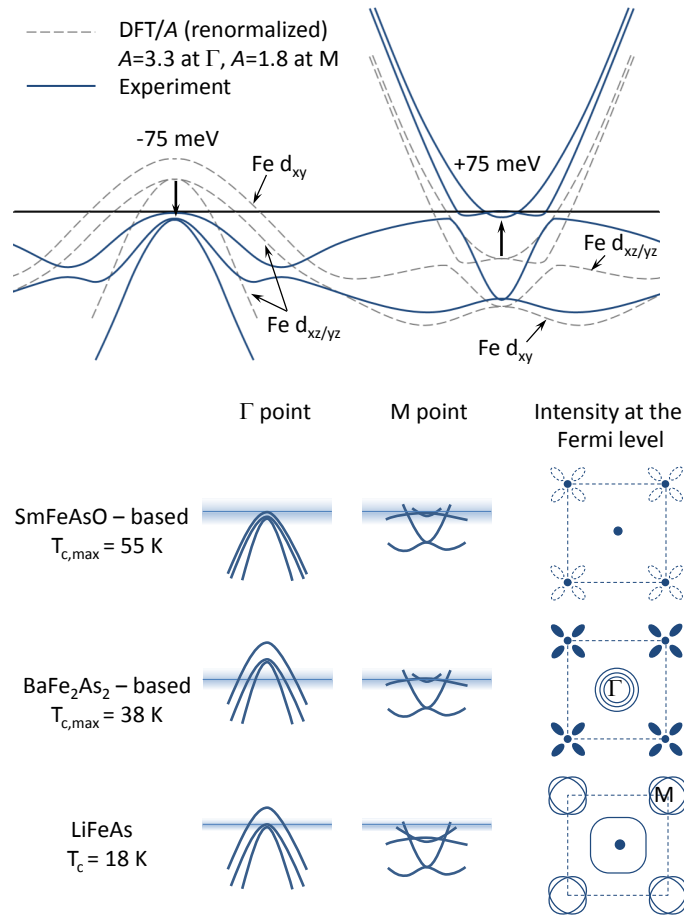 DFT/A (renormalized)
A=3.3 at Γ, A=1.8 at M
Experiment
-75 meV
+75 meV
Fe dxy
Fe dxz/yz
Fe dxz/yz
Fe dxy
Γ point
M point
Intensity at the
Fermi level
SmFeAsO – based
Tc,max = 55 K
BaFe2As2 – based
Tc,max = 38 K
Γ
LiFeAs
Tc = 18 K
M